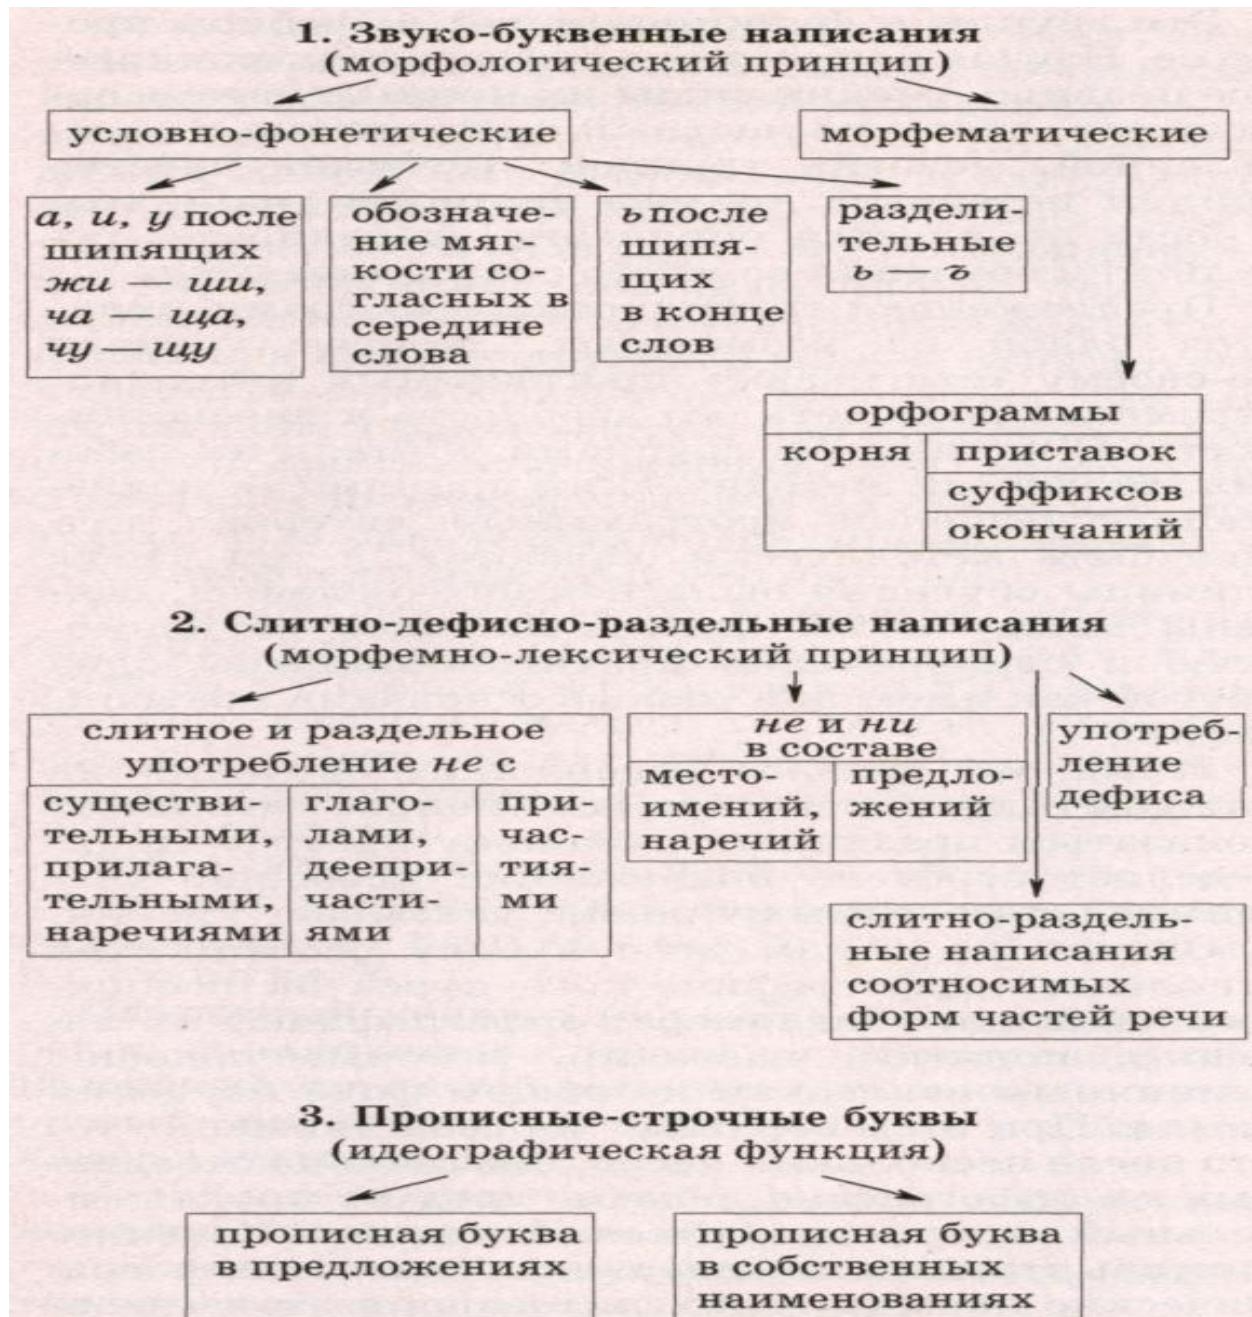 1. Звуко-буквенные написания
(морфологический принцип)
условно-фонетические
морфематические
а, и, у после
шипящих
жи — ши,
ча — ща,
чу — щу
обозначе-
ние мяг-
кости со-
гласных в
середине
слова
ь после
шипя-
щих
в конце
слов
раздели-
тельные
ь — ъ
орфограммы
корня
приставок
суффиксов
окончаний
2. Слитно-дефисно-раздельные написания
(морфемно-лексический принцип)
слитное и раздельное
употребление не с
существи-
тельными,
прилага-
тельными,
наречиями
глаго-
лами,
деепри-
части-
ями
при-
час-
тия-
ми
не и ни
в составе
место-
имений,
наречий
предло-
жений
употреб-
ление
дефиса
слитно-раздель-
ные написания
соотносимых
форм частей речи
3. Прописные-строчные буквы
(идеографическая функция)
прописная буква
в предложениях
прописная буква
в собственных
наименованиях